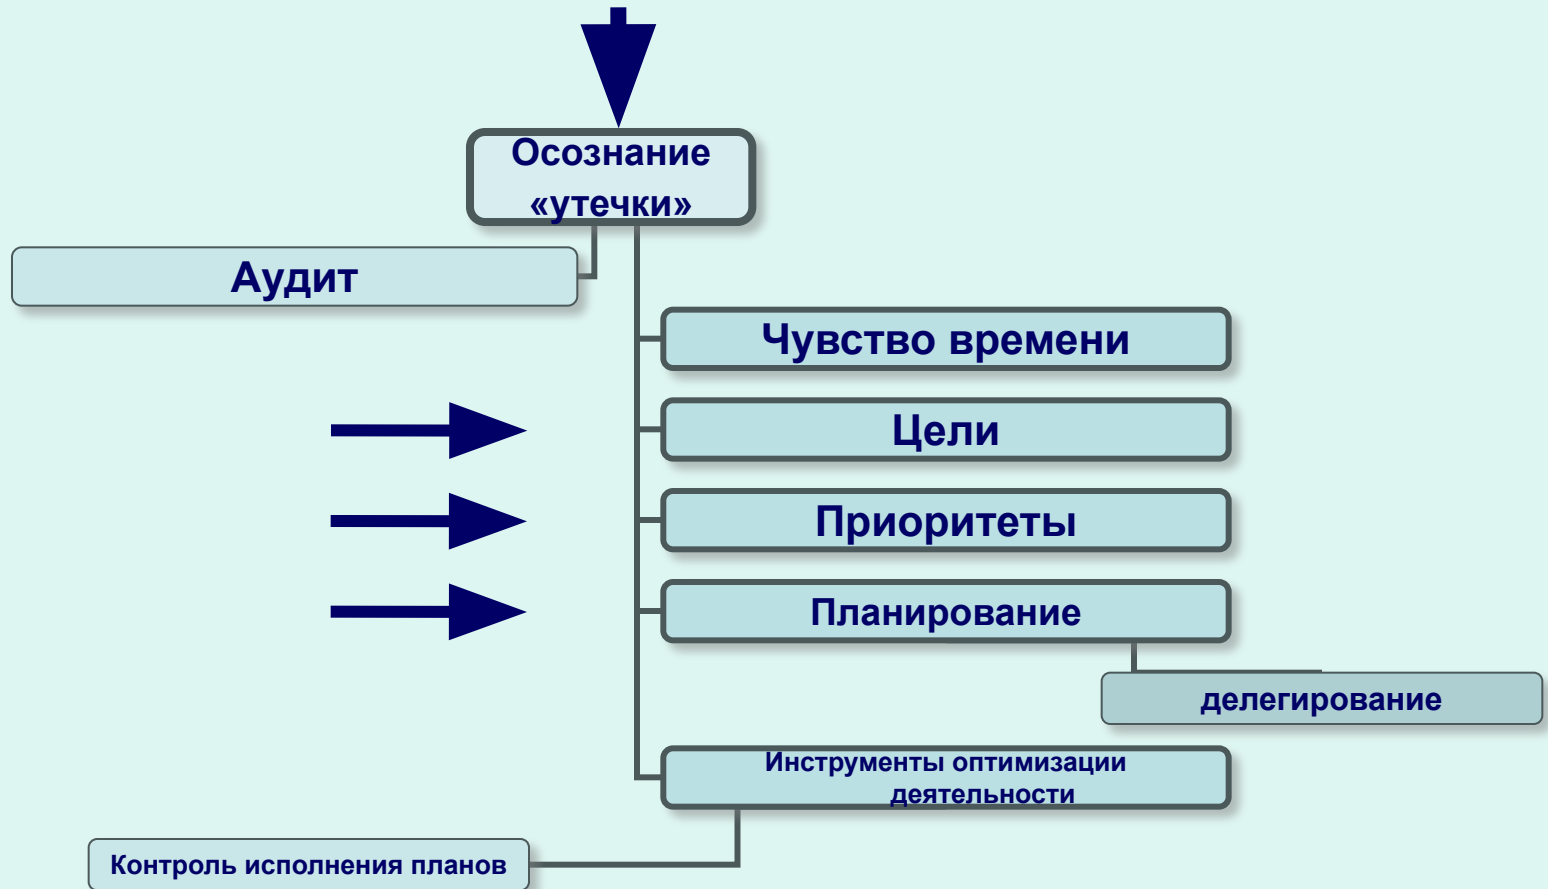 Осознание
«утечки»
Аудит
Чувство времени
Цели
Приоритеты
Планирование
делегирование
Инструменты оптимизации
деятельности
Контроль исполнения планов